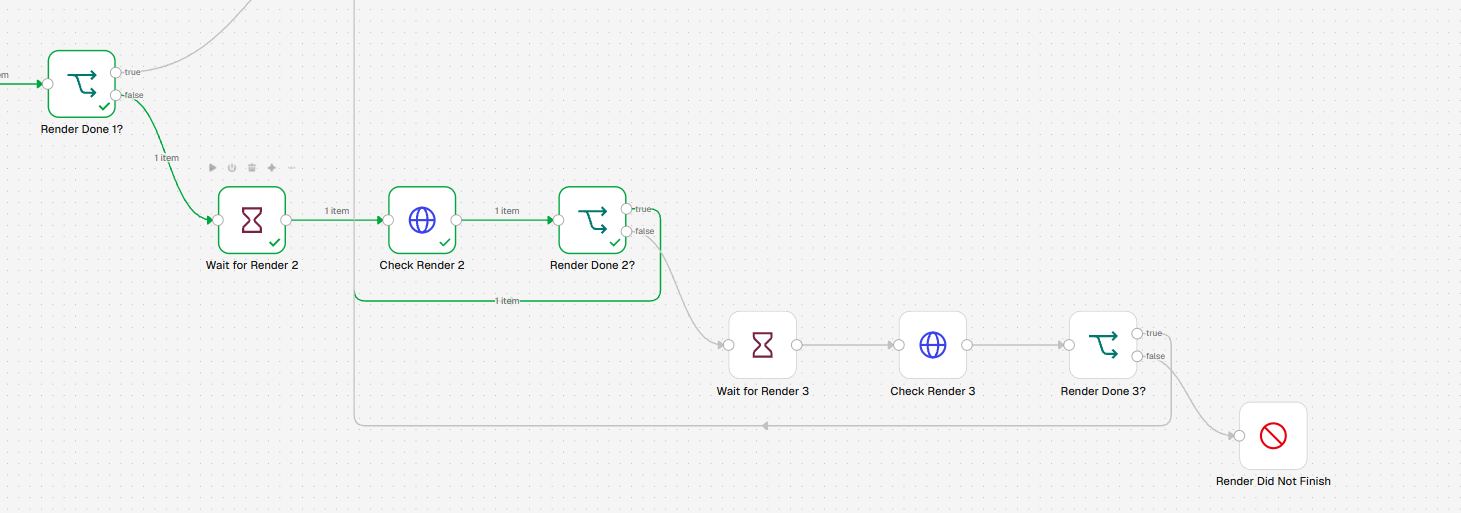 true
false
Render Done 1?
1 item
Wait for Render 2
1 item
Check Render 2
1 item
true
false
Render Done 2?
1 item
Wait for Render 3
Check Render 3
true
false
Render Done 3?
Render Did Not Finish